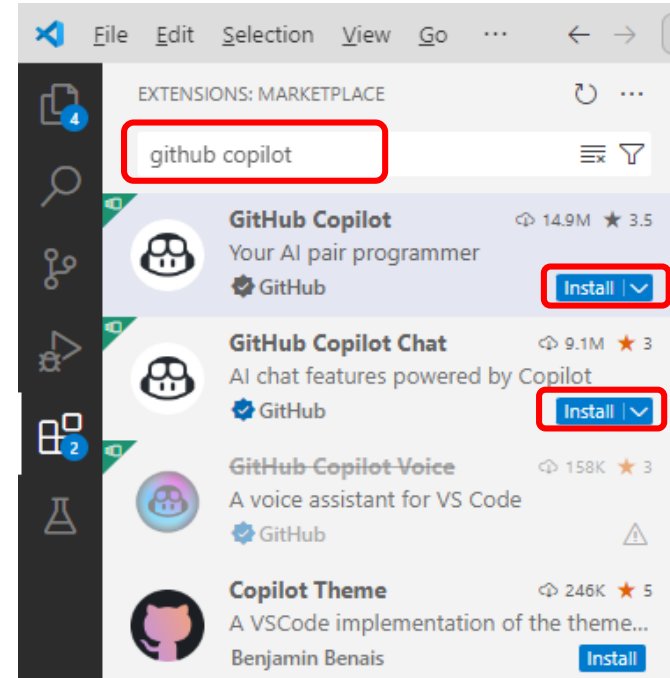 File Edit Selection View Go ···
4
EXTENSIONS: MARKETPLACE ···
github copilot
GitHub Copilot 14.9M ★ 3.5
Your AI pair programmer
GitHub Install
GitHub Copilot Chat 9.1M ★ 3
AI chat features powered by Copilot
GitHub Install
2
GitHub Copilot Voice 158K ★ 3
A voice assistant for VS Code
GitHub
Copilot Theme 246K ★ 5
A VSCode implementation of the theme...
Benjamin Benais Install